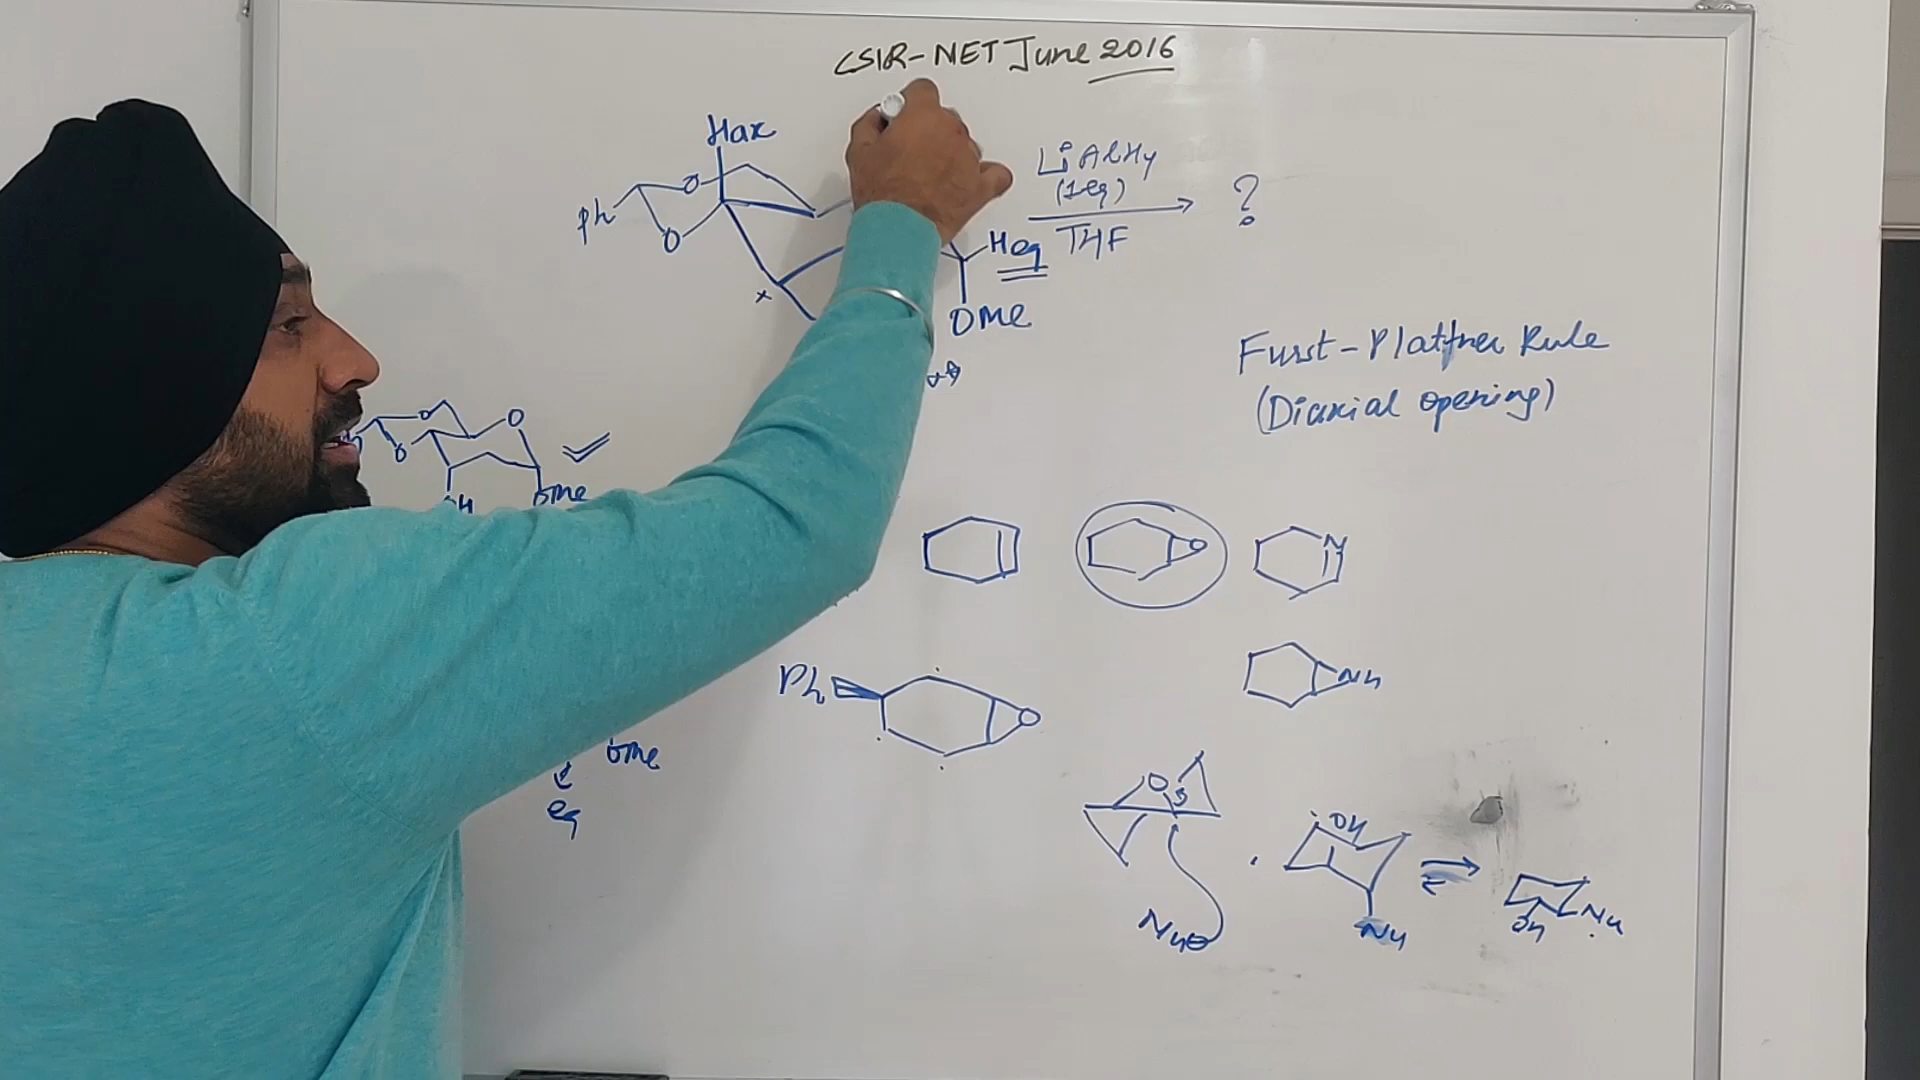 CSIR-NET June 2016
Hax
Ph
O
O
LiAlH4
(1eq)
THF
?
Heq
OMe
x
Furst-Plattner Rule
(Diaxial opening)
O
O
O
OMe
O
N
NH
Ph
O
OMe
eq
O
Nu⊖
OH
Nu
OH
Nu